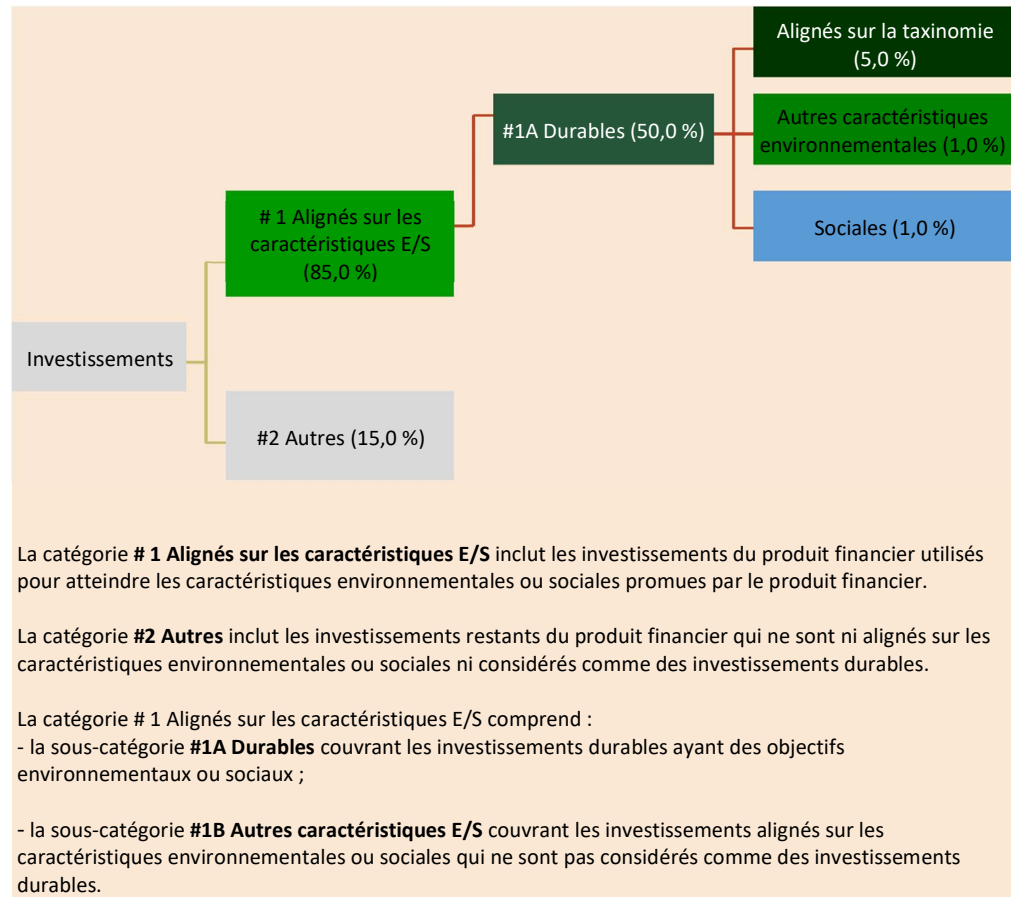 Alignés sur la taxinomie
(5,0 %)
#1A Durables (50,0 %)
Autres caractéristiques
environnementales (1,0 %)
# 1 Alignés sur les
caractéristiques E/S
(85,0 %)
Sociales (1,0 %)
Investissements
#2 Autres (15,0 %)
La catégorie # 1 Alignés sur les caractéristiques E/S inclut les investissements du produit financier utilisés
pour atteindre les caractéristiques environnementales ou sociales promues par le produit financier.
La catégorie #2 Autres inclut les investissements restants du produit financier qui ne sont ni alignés sur les
caractéristiques environnementales ou sociales ni considérés comme des investissements durables.
La catégorie # 1 Alignés sur les caractéristiques E/S comprend :
- la sous-catégorie #1A Durables couvrant les investissements durables ayant des objectifs
environnementaux ou sociaux ;
- la sous-catégorie #1B Autres caractéristiques E/S couvrant les investissements alignés sur les
caractéristiques environnementales ou sociales qui ne sont pas considérés comme des investissements
durables.